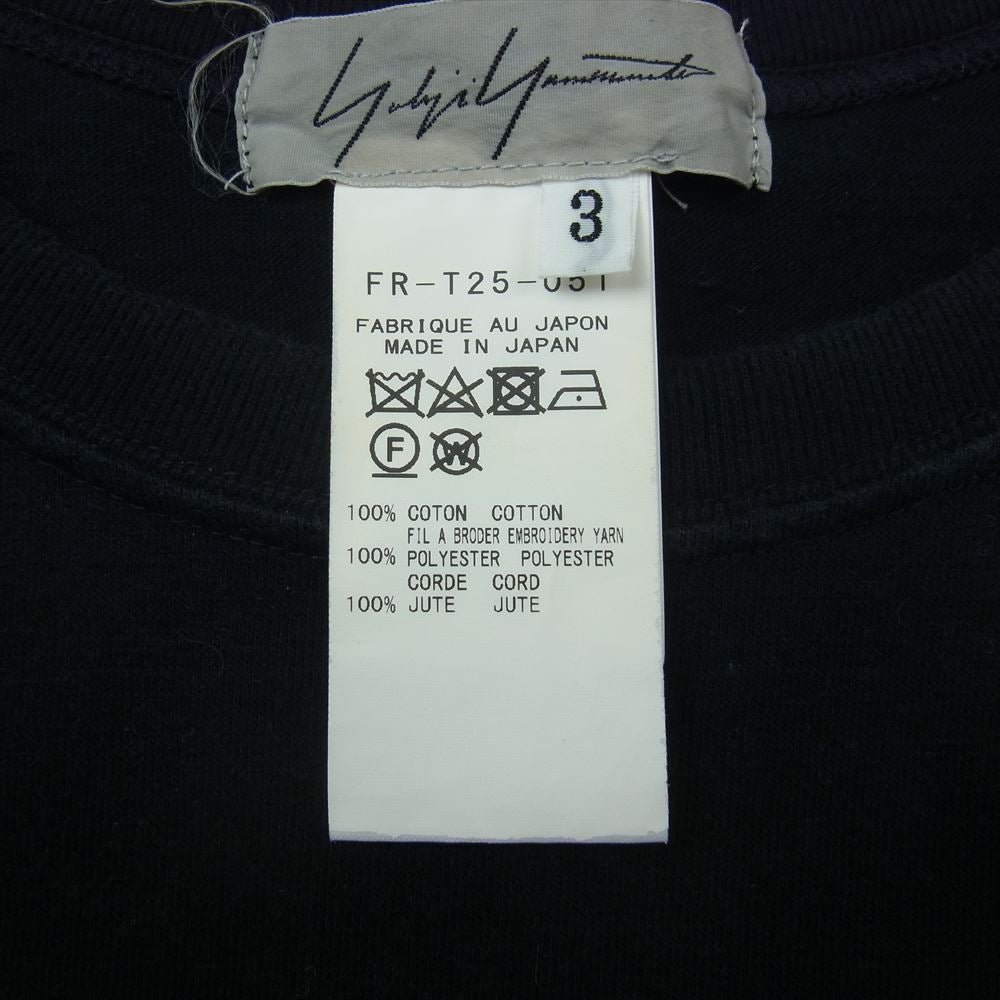 Yohji Yamamoto
3
FR-T25-051
FABRIQUE AU JAPON
MADE IN JAPAN
F
W
100% COTON COTTON
FIL A BRODER EMBROIDERY YARN
100% POLYESTER POLYESTER
CORDE CORD
100% JUTE JUTE